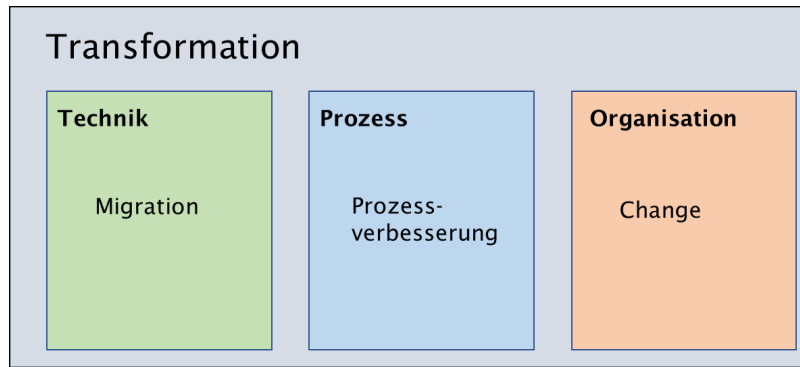 Transformation
Technik
Migration
Prozess
Prozess-
verbesserung
Organisation
Change